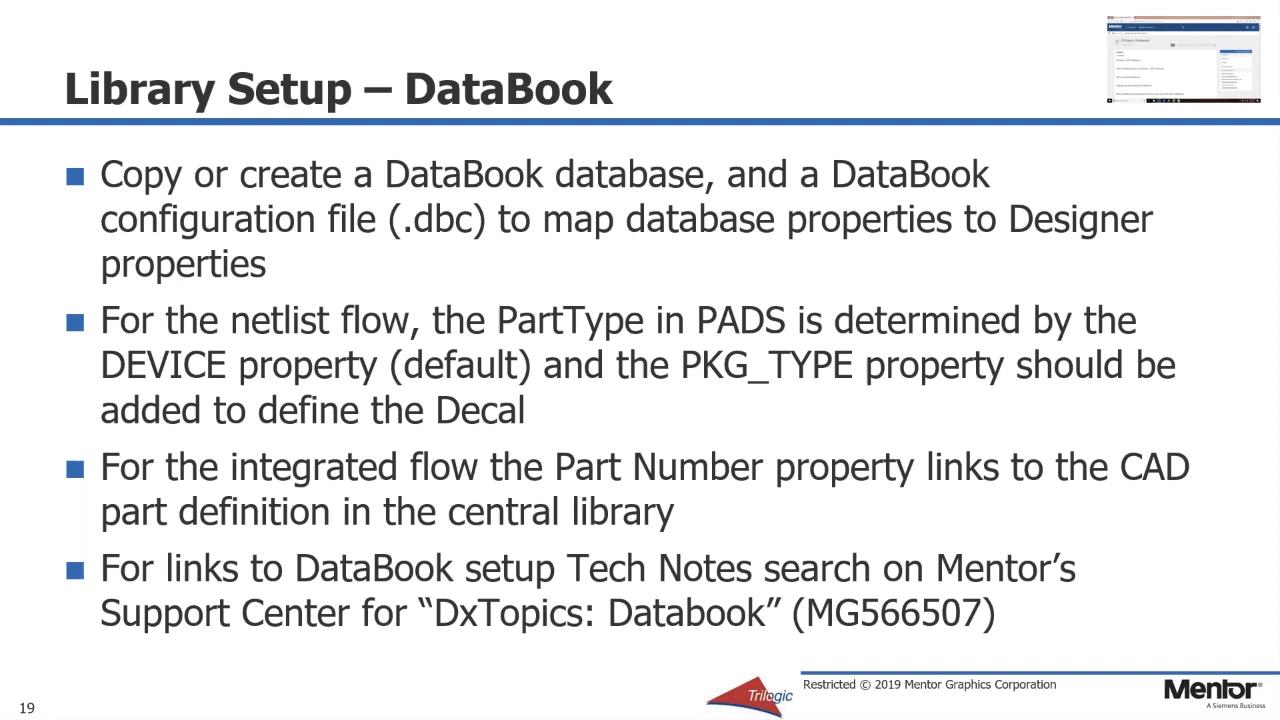 Library Setup – DataBook
Copy or create a DataBook database, and a DataBook
configuration file (.dbc) to map database properties to Designer
properties
For the netlist flow, the PartType in PADS is determined by the
DEVICE property (default) and the PKG_TYPE property should be
added to define the Decal
For the integrated flow the Part Number property links to the CAD
part definition in the central library
For links to DataBook setup Tech Notes search on Mentor’s
Support Center for “DxTopics: Databook” (MG566507)
19
Trilogic
Restricted © 2019 Mentor Graphics Corporation
Mentor®
A Siemens Business